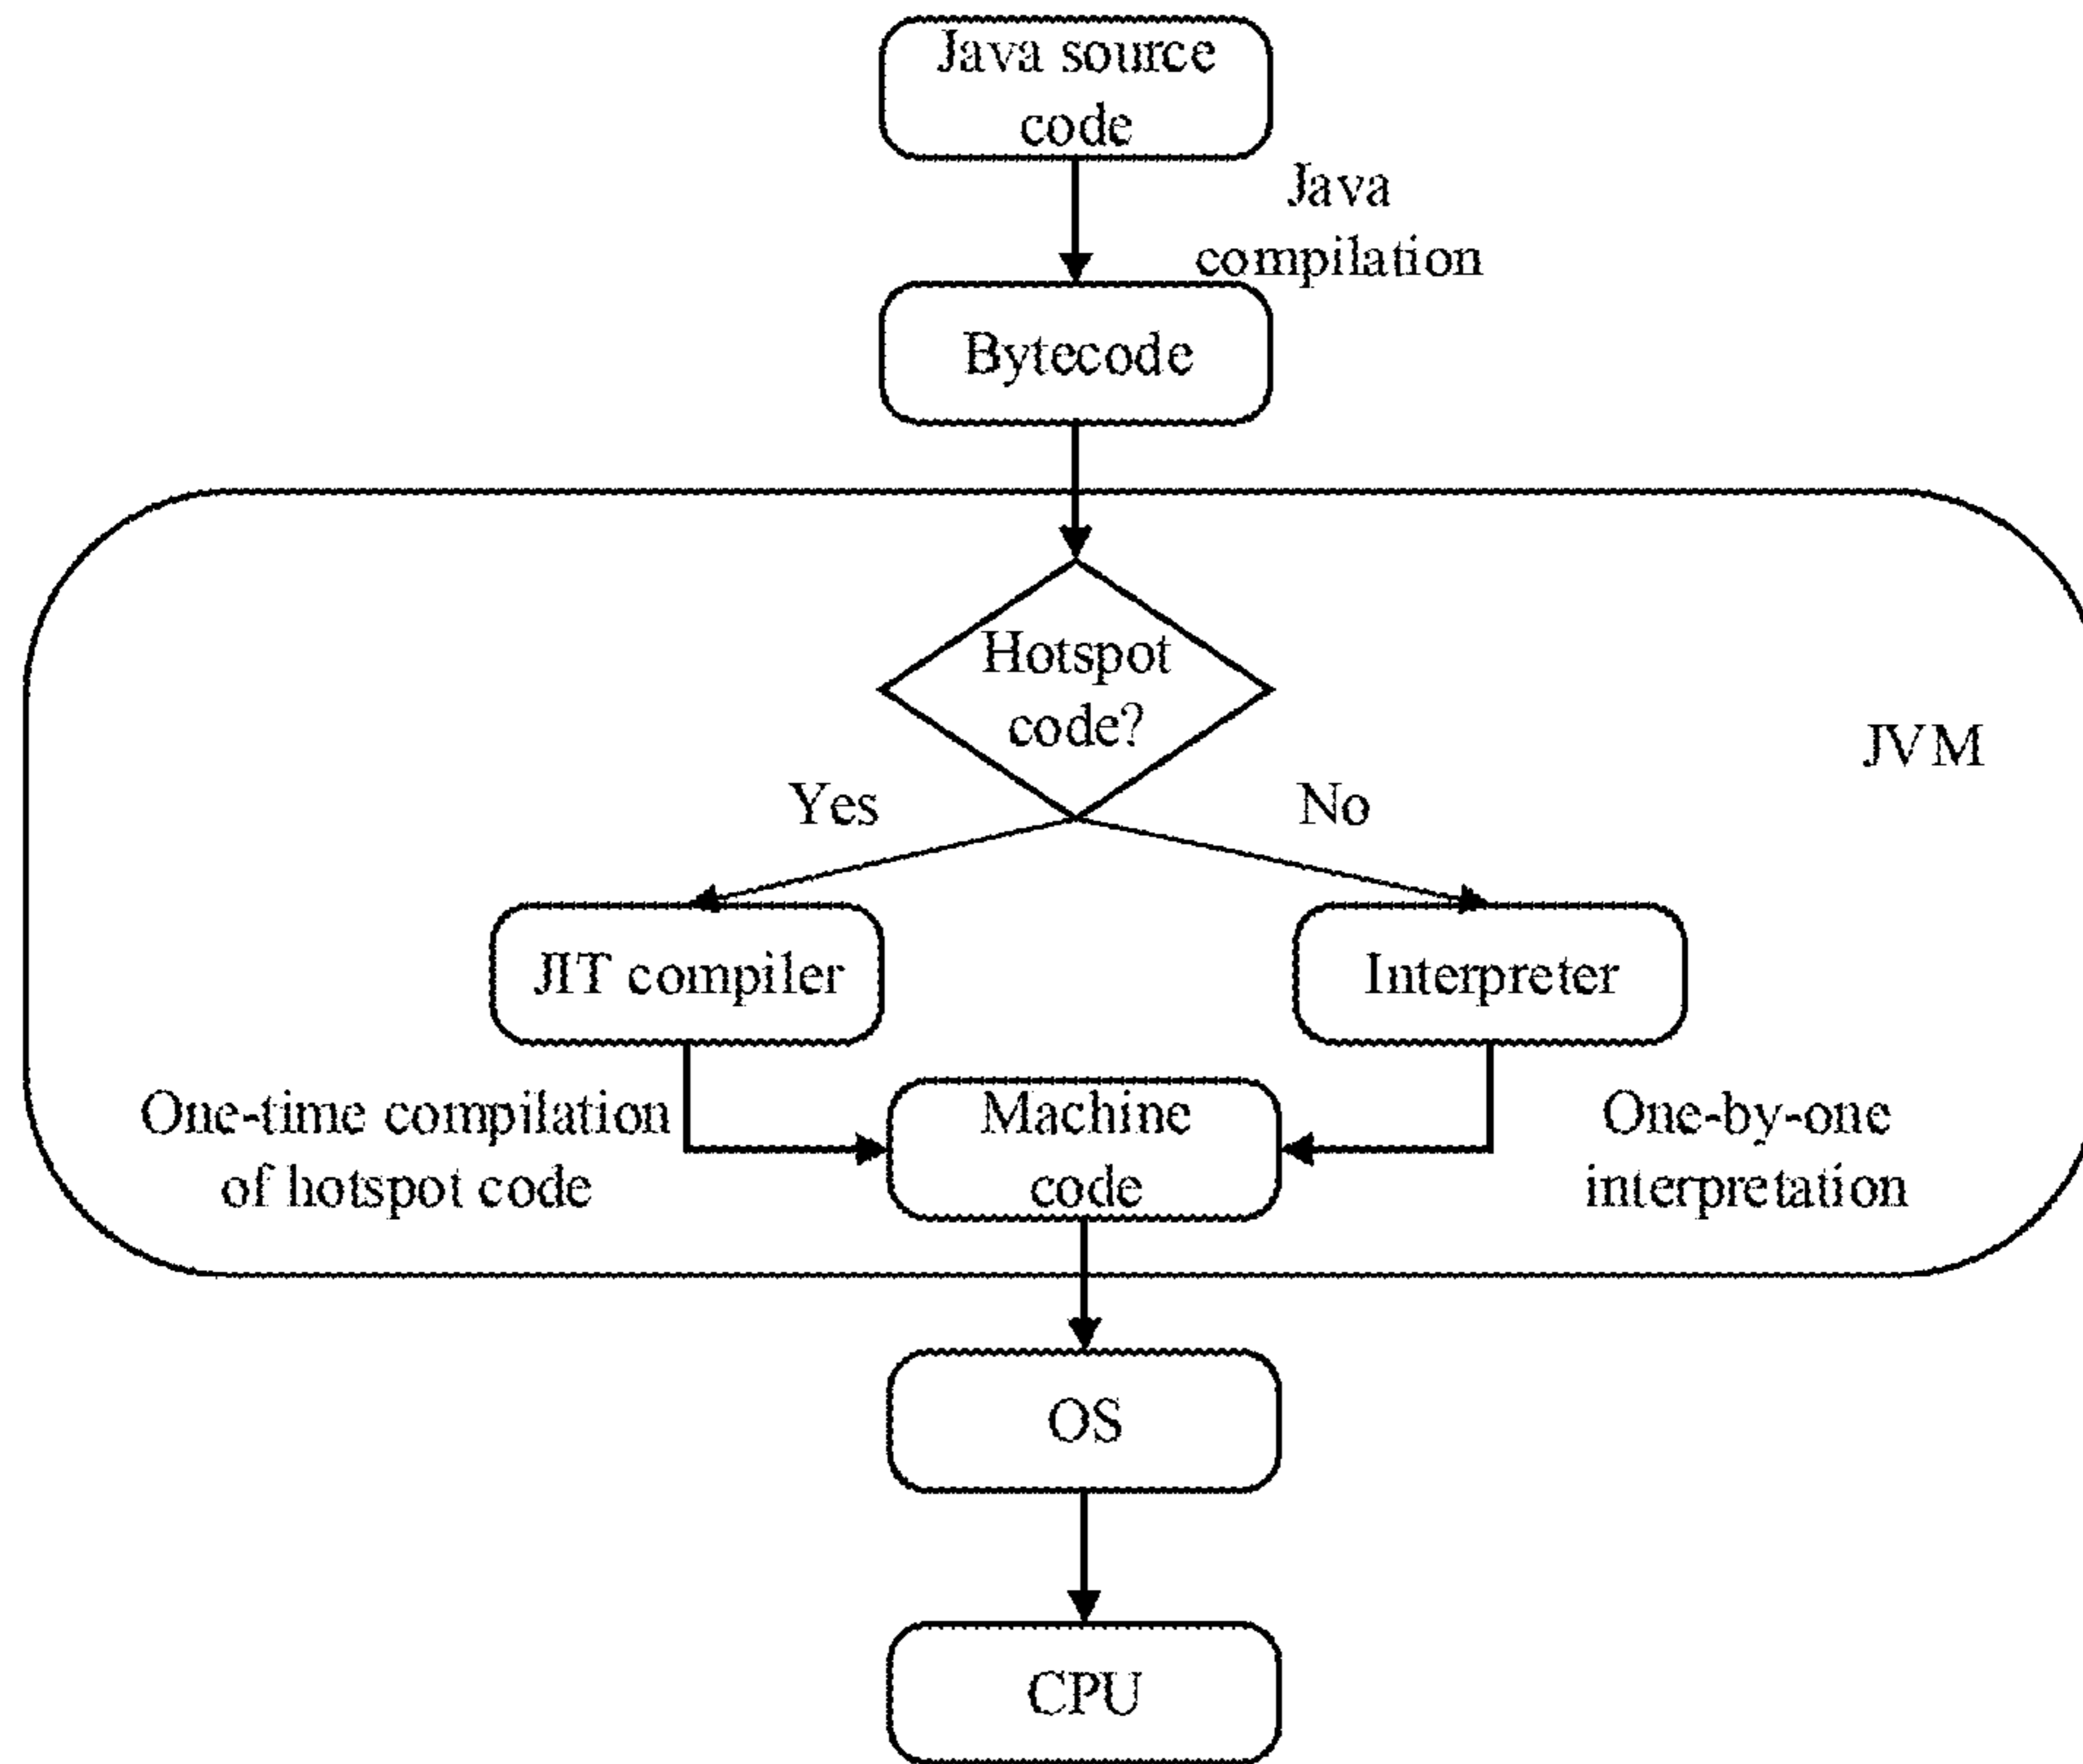 Java source
code
Java
compilation
Bytecode
Hotspot
code?
JVM
Yes
No
JIT compiler
Interpreter
One-time compilation
of hotspot code
Machine
code
One-by-one
interpretation
OS
CPU